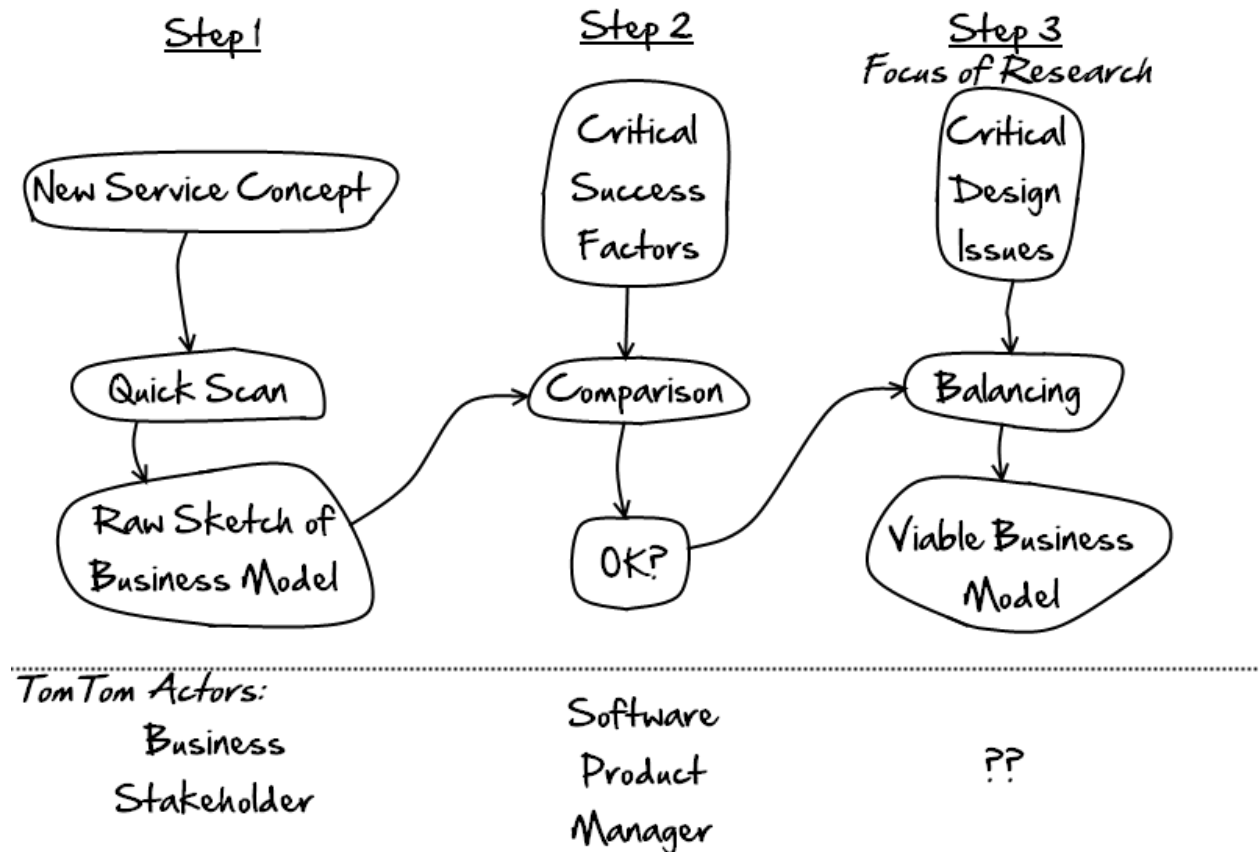 Step 1
New Service Concept
Quick Scan
Raw Sketch of
Business Model
Step 2
Critical
Success
Factors
Comparison
OK?
Step 3
Focus of Research
Critical
Design
Issues
Balancing
Viable Business
Model
TomTom Actors:
Business
Stakeholder
Software
Product
Manager
??